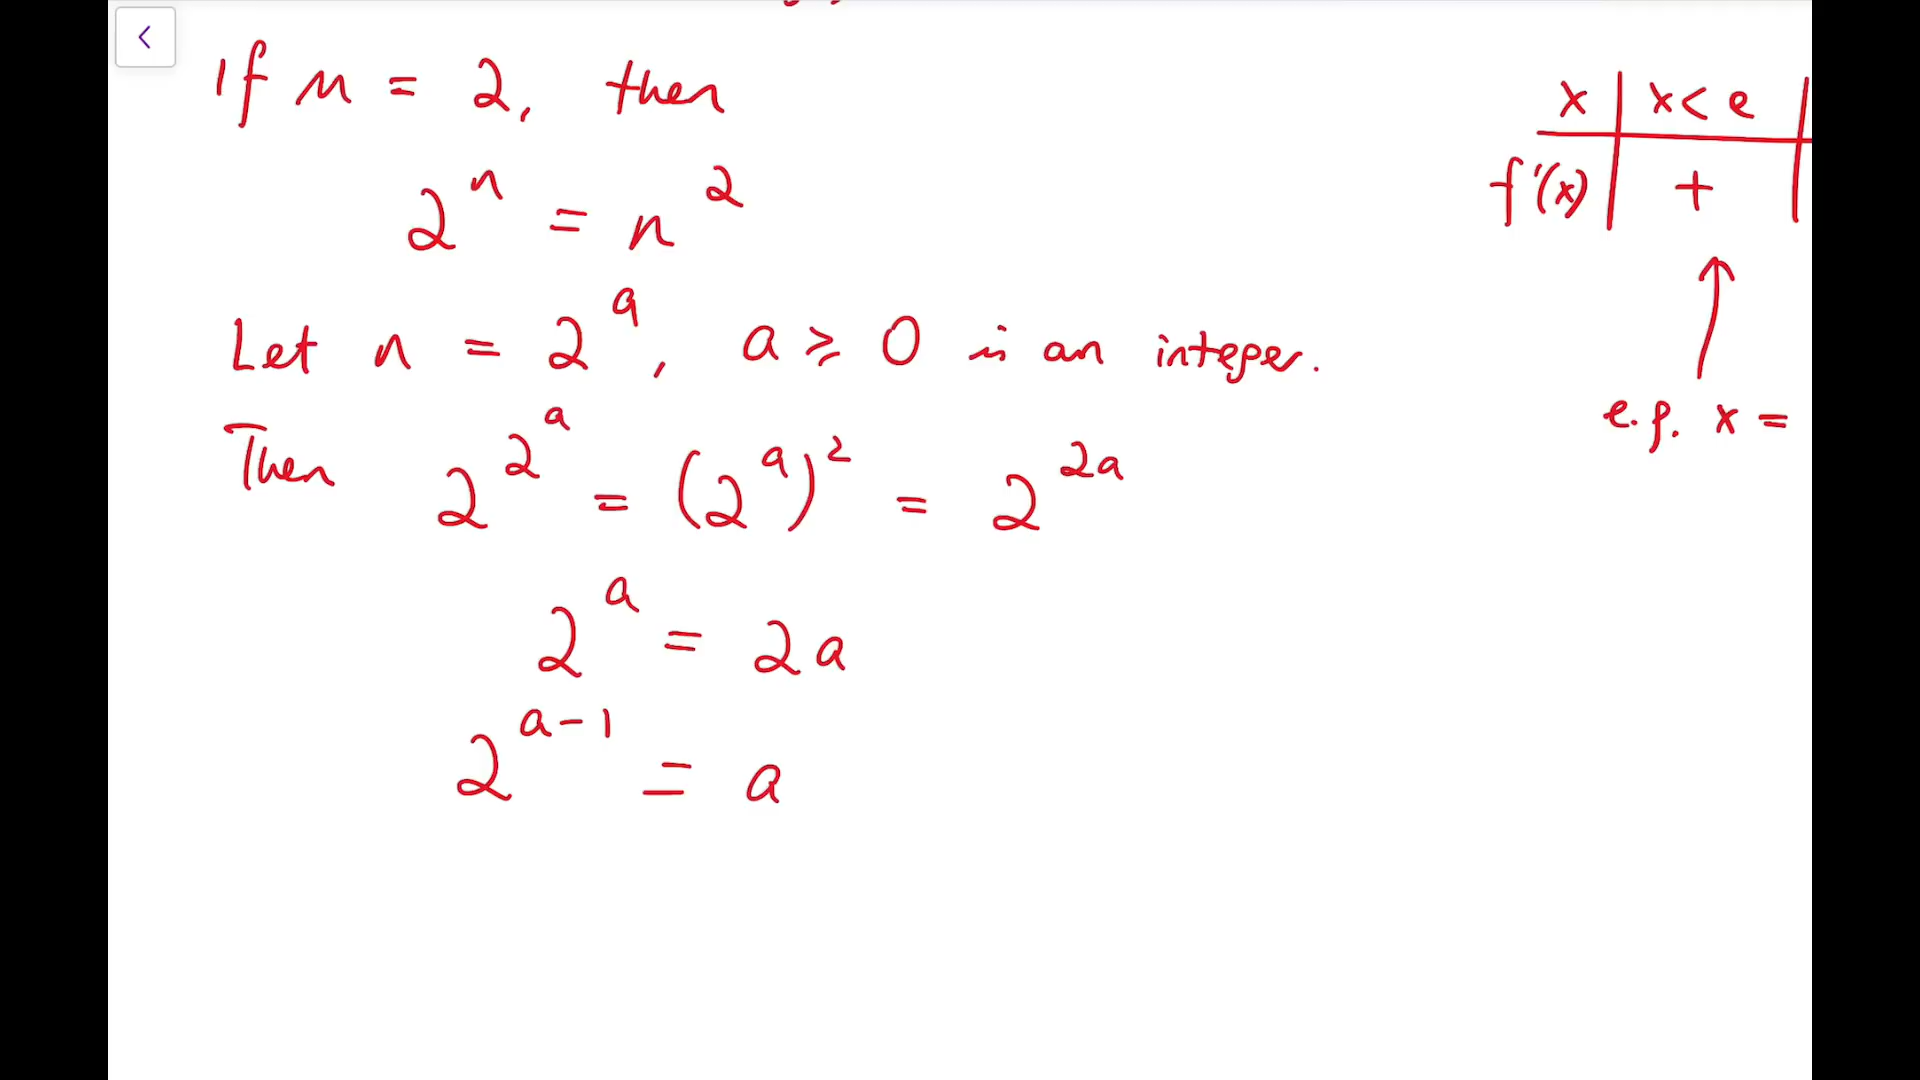 If m = 2, then
2^n = n^2
Let n = 2^a, a ⩾ 0 is an integer.
Then 2^{2^a} = (2^a)^2 = 2^{2a}
2^a = 2a
2^{a-1} = a
x | x < e |
f'(x) | + |
↑
e.g. x =